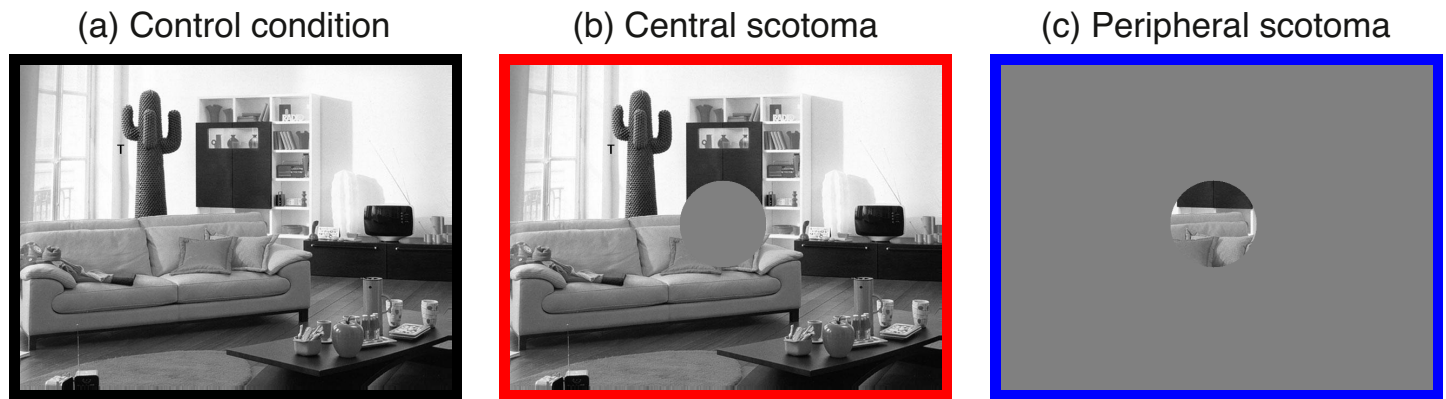 (a) Control condition
(b) Central scotoma
(c) Peripheral scotoma
T
T